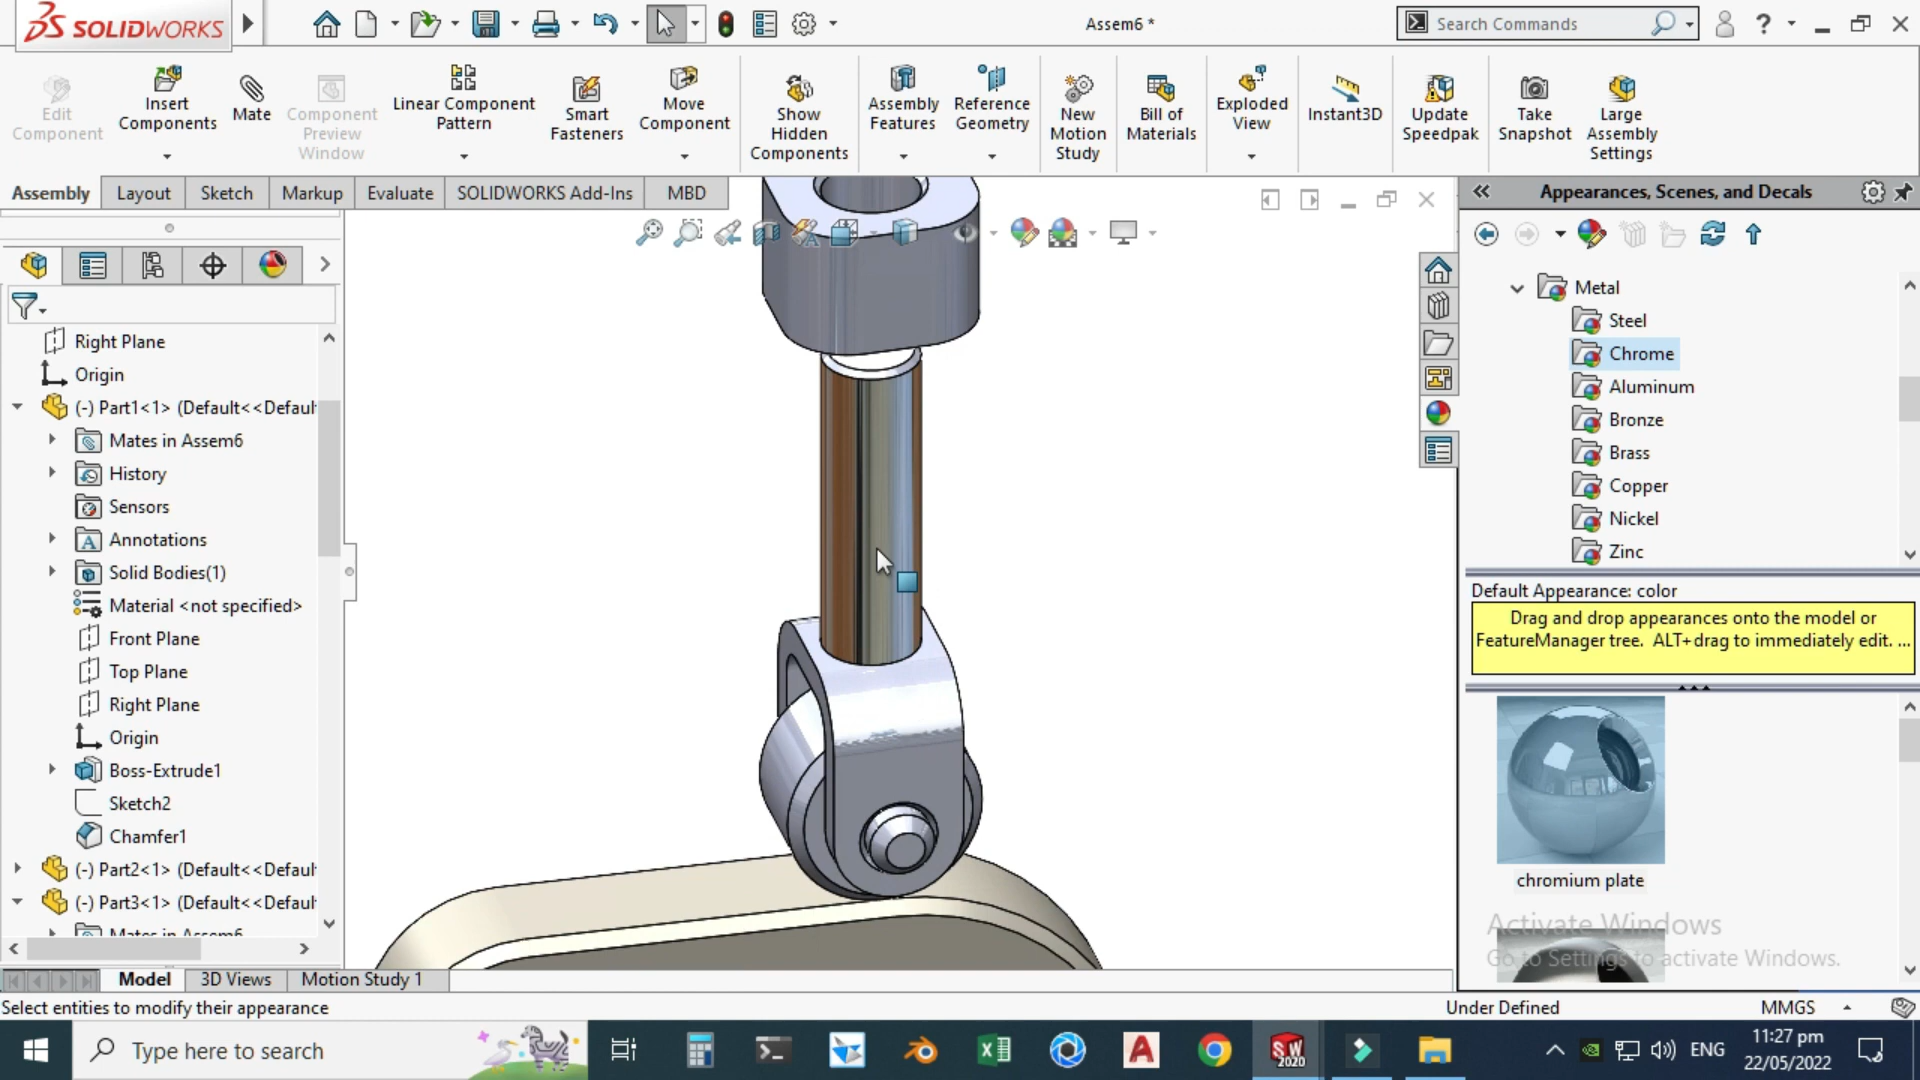 SOLIDWORKS
Assem6 *
Search Commands
Edit
Component
Insert
Components
Mate
Component
Preview
Window
Linear Component
Pattern
Smart
Fasteners
Move
Component
Show
Hidden
Components
Assembly
Features
Reference
Geometry
New
Motion
Study
Bill of
Materials
Exploded
View
Instant3D
Update
Speedpak
Take
Snapshot
Large
Assembly
Settings
Assembly
Layout
Sketch
Markup
Evaluate
SOLIDWORKS Add-Ins
MBD
Appearances, Scenes, and Decals
Right Plane
Origin
(-) Part1<1> (Default<<Defaul
Mates in Assem6
History
Sensors
Annotations
Solid Bodies(1)
Material <not specified>
Front Plane
Top Plane
Right Plane
Origin
Boss-Extrude1
Sketch2
Chamfer1
(-) Part2<1> (Default<<Defaul
(-) Part3<1> (Default<<Defaul
Mates in Assem6
Metal
Steel
Chrome
Aluminum
Bronze
Brass
Copper
Nickel
Zinc
Default Appearance: color
Drag and drop appearances onto the model or
FeatureManager tree. ALT+drag to immediately edit. ...
chromium plate
Activate Windows
Go to Settings to activate Windows.
Model
3D Views
Motion Study 1
Select entities to modify their appearance
Under Defined
MMGS
Type here to search
SW
2020
ENG
11:27 pm
22/05/2022